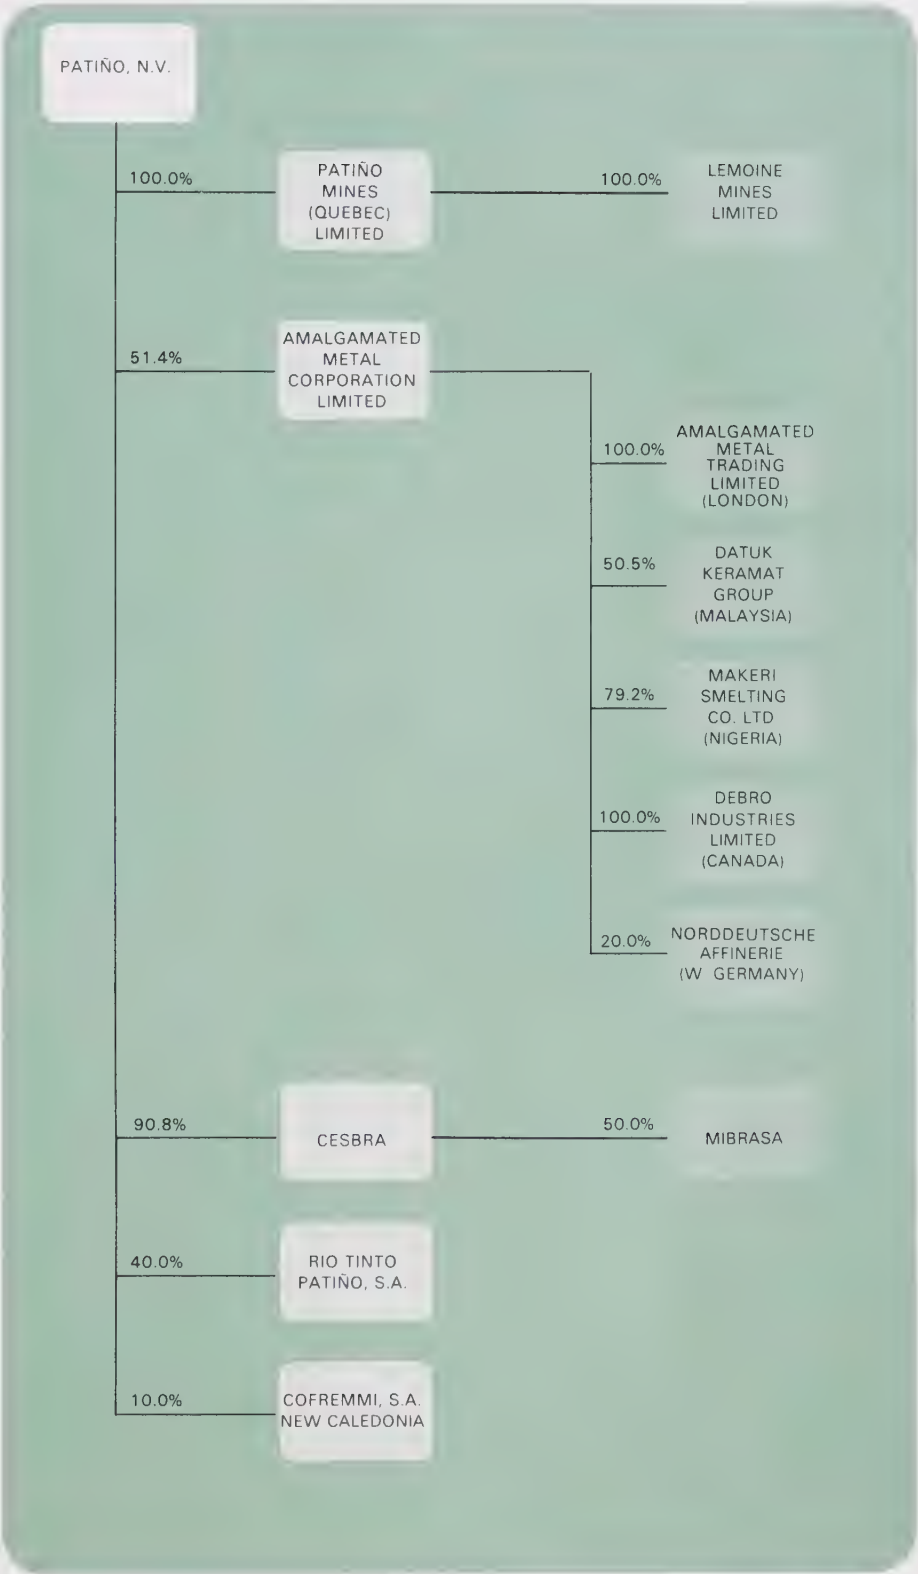 PATIÑO, N.V.
100.0%
PATIÑO
MINES
(QUEBEC)
LIMITED
100.0%
LEMOINE
MINES
LIMITED
51.4%
AMALGAMATED
METAL
CORPORATION
LIMITED
100.0%
AMALGAMATED
METAL
TRADING
LIMITED
(LONDON)
50.5%
DATUK
KERAMAT
GROUP
(MALAYSIA)
79.2%
MAKERI
SMELTING
CO. LTD
(NIGERIA)
100.0%
DEBRO
INDUSTRIES
LIMITED
(CANADA)
20.0%
NORDDEUTSCHE
AFFINERIE
(W GERMANY)
90.8%
CESBRA
50.0%
MIBRASA
40.0%
RIO TINTO
PATIÑO, S.A.
10.0%
COFREMMI, S.A.
NEW CALEDONIA